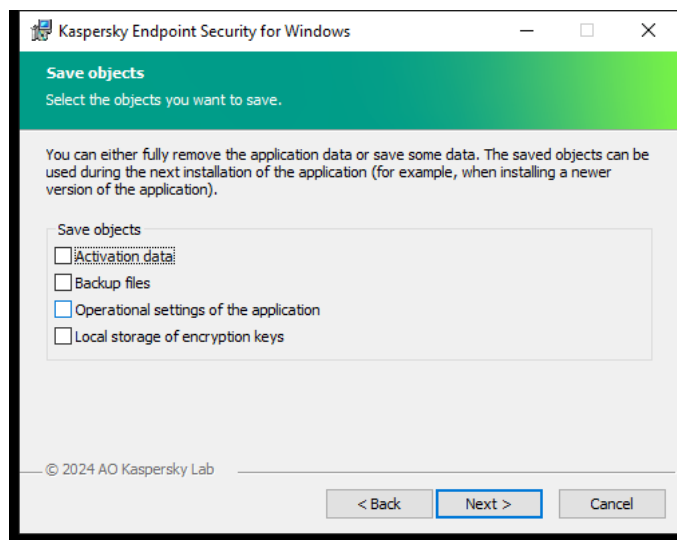 Kaspersky Endpoint Security for Windows
Save objects
Select the objects you want to save.
You can either fully remove the application data or save some data. The saved objects can be
used during the next installation of the application (for example, when installing a newer
version of the application).
Save objects
Activation data
Backup files
Operational settings of the application
Local storage of encryption keys
© 2024 AO Kaspersky Lab
< Back Next > Cancel